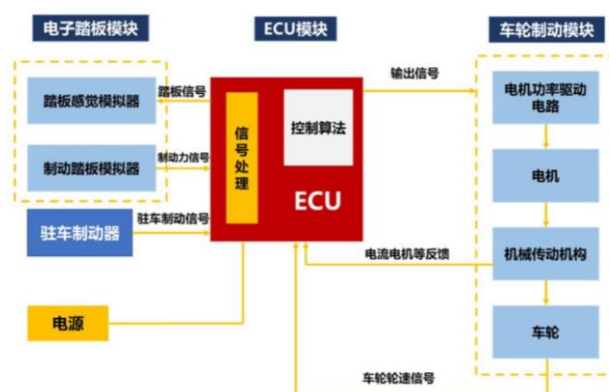 电子踏板模块
ECU模块
车轮制动模块
踏板感觉模拟器
踏板信号
输出信号
电机功率驱动
电路
信号处理
控制算法
制动踏板模拟器
制动力信号
电机
ECU
驻车制动器
驻车制动信号
电流电机等反馈
机械传动机构
电源
车轮
车轮轮速信号